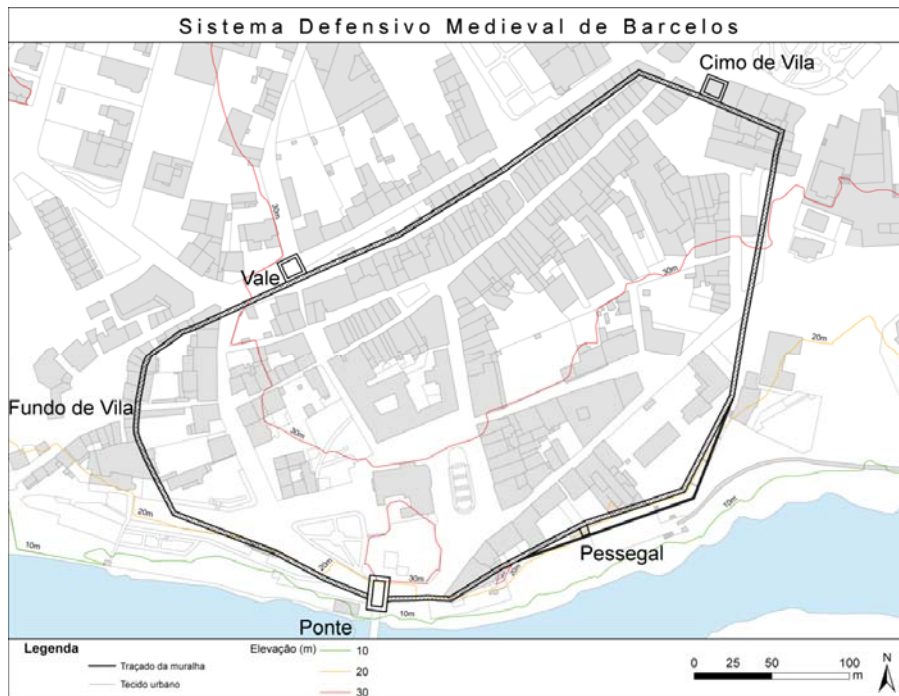 Sistema Defensivo Medieval de Barcelos
Cimo de Vila
30m
Vale
30m
20m
Fundo de Vila
30m
20m
10m
10m
20m
30m
20m
Pessegal
10m
Ponte
Legenda
Traçado da muralha
Tecido urbano
Elevação (m)
10
20
30
0 25 50 100
m
N